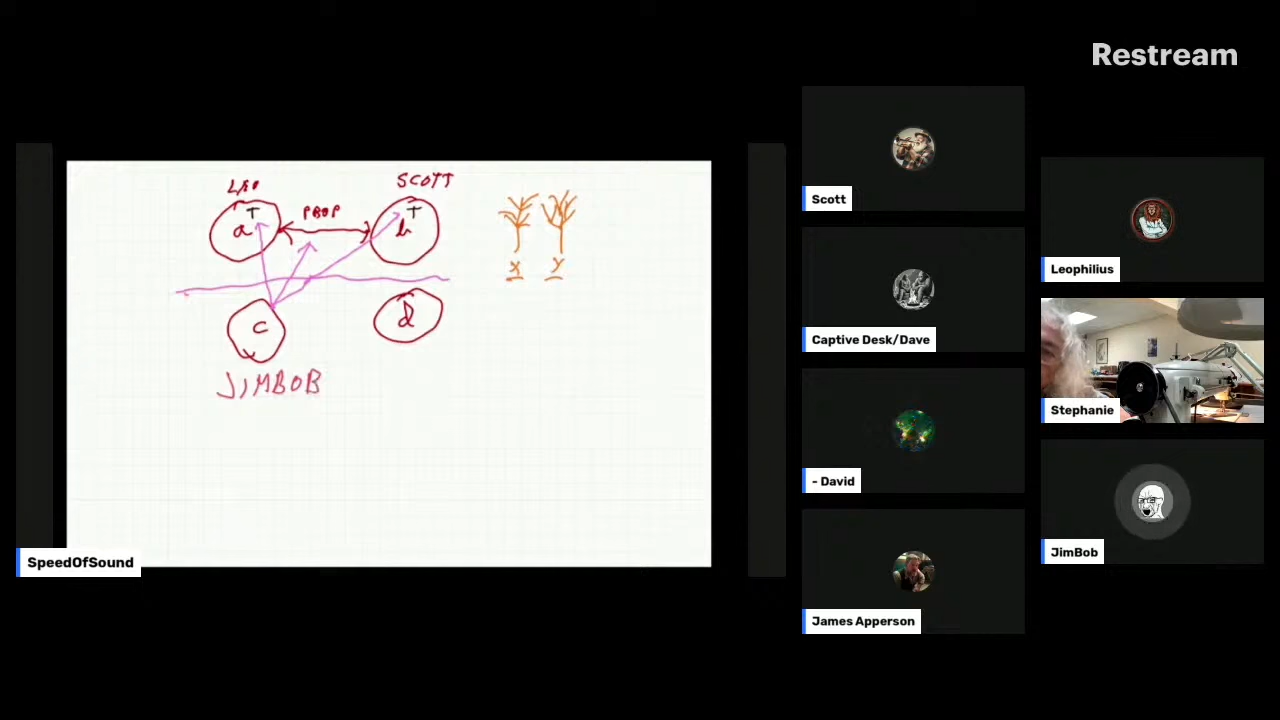 Restream
LEO
SCOTT
T
PROP
T
a
b
X Y
c
d
JIMBOB
SpeedOfSound
Scott
Captive Desk/Dave
- David
James Apperson
Leophilius
Stephanie
JimBob